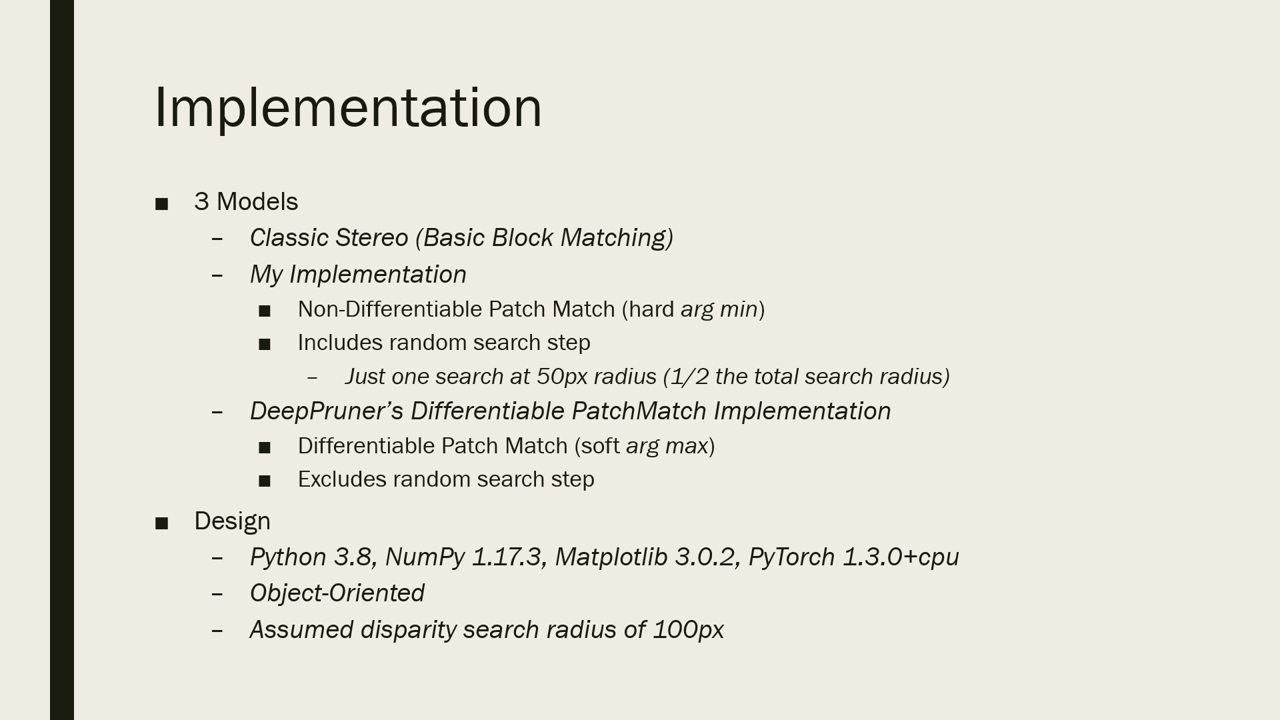 Implementation
■ 3 Models
– Classic Stereo (Basic Block Matching)
– My Implementation
■ Non-Differentiable Patch Match (hard arg min)
■ Includes random search step
– Just one search at 50px radius (1/2 the total search radius)
– DeepPruner’s Differentiable PatchMatch Implementation
■ Differentiable Patch Match (soft arg max)
■ Excludes random search step
■ Design
– Python 3.8, NumPy 1.17.3, Matplotlib 3.0.2, PyTorch 1.3.0+cpu
– Object-Oriented
– Assumed disparity search radius of 100px